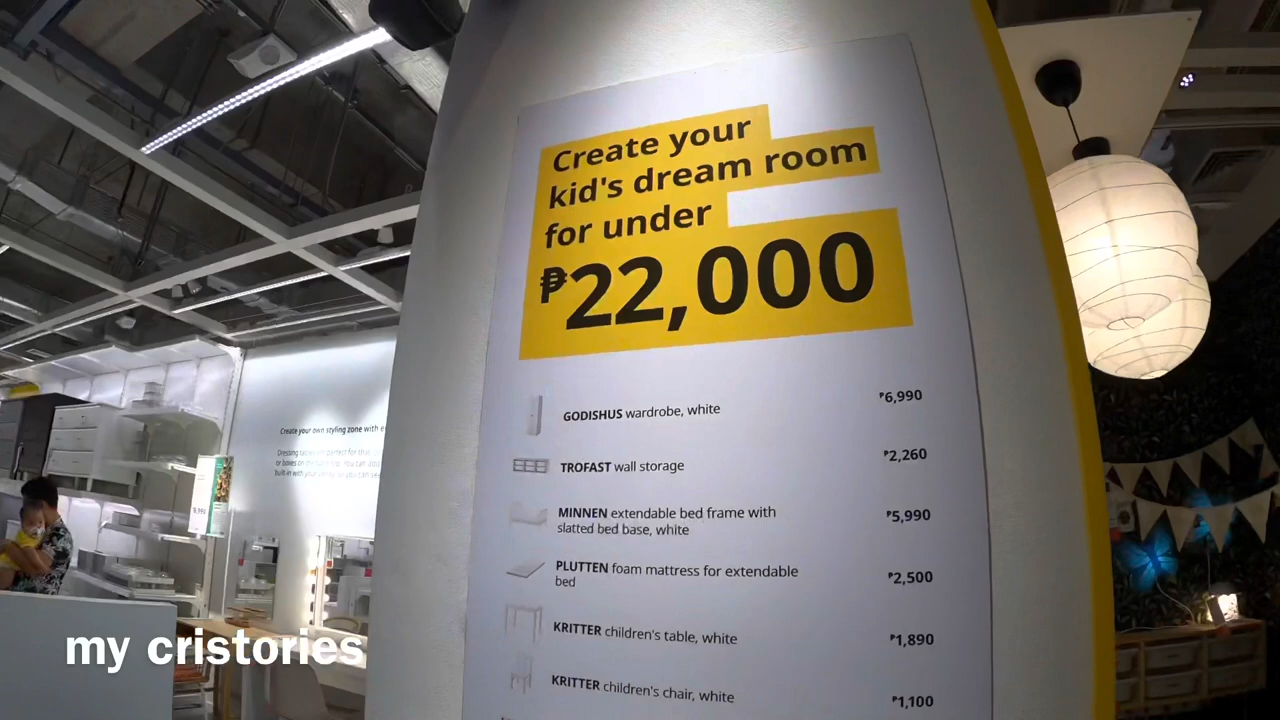 Create your
kid's dream room
for under
₱22,000
GODISHUS wardrobe, white
₱6,990
TROFAST wall storage
₱2,260
MINNEN extendable bed frame with
slatted bed base, white
₱5,990
PLUTTEN foam mattress for extendable
bed
₱2,500
KRITTER children's table, white
₱1,890
KRITTER children's chair, white
₱1,100
Create your own styling zone with
my cristories